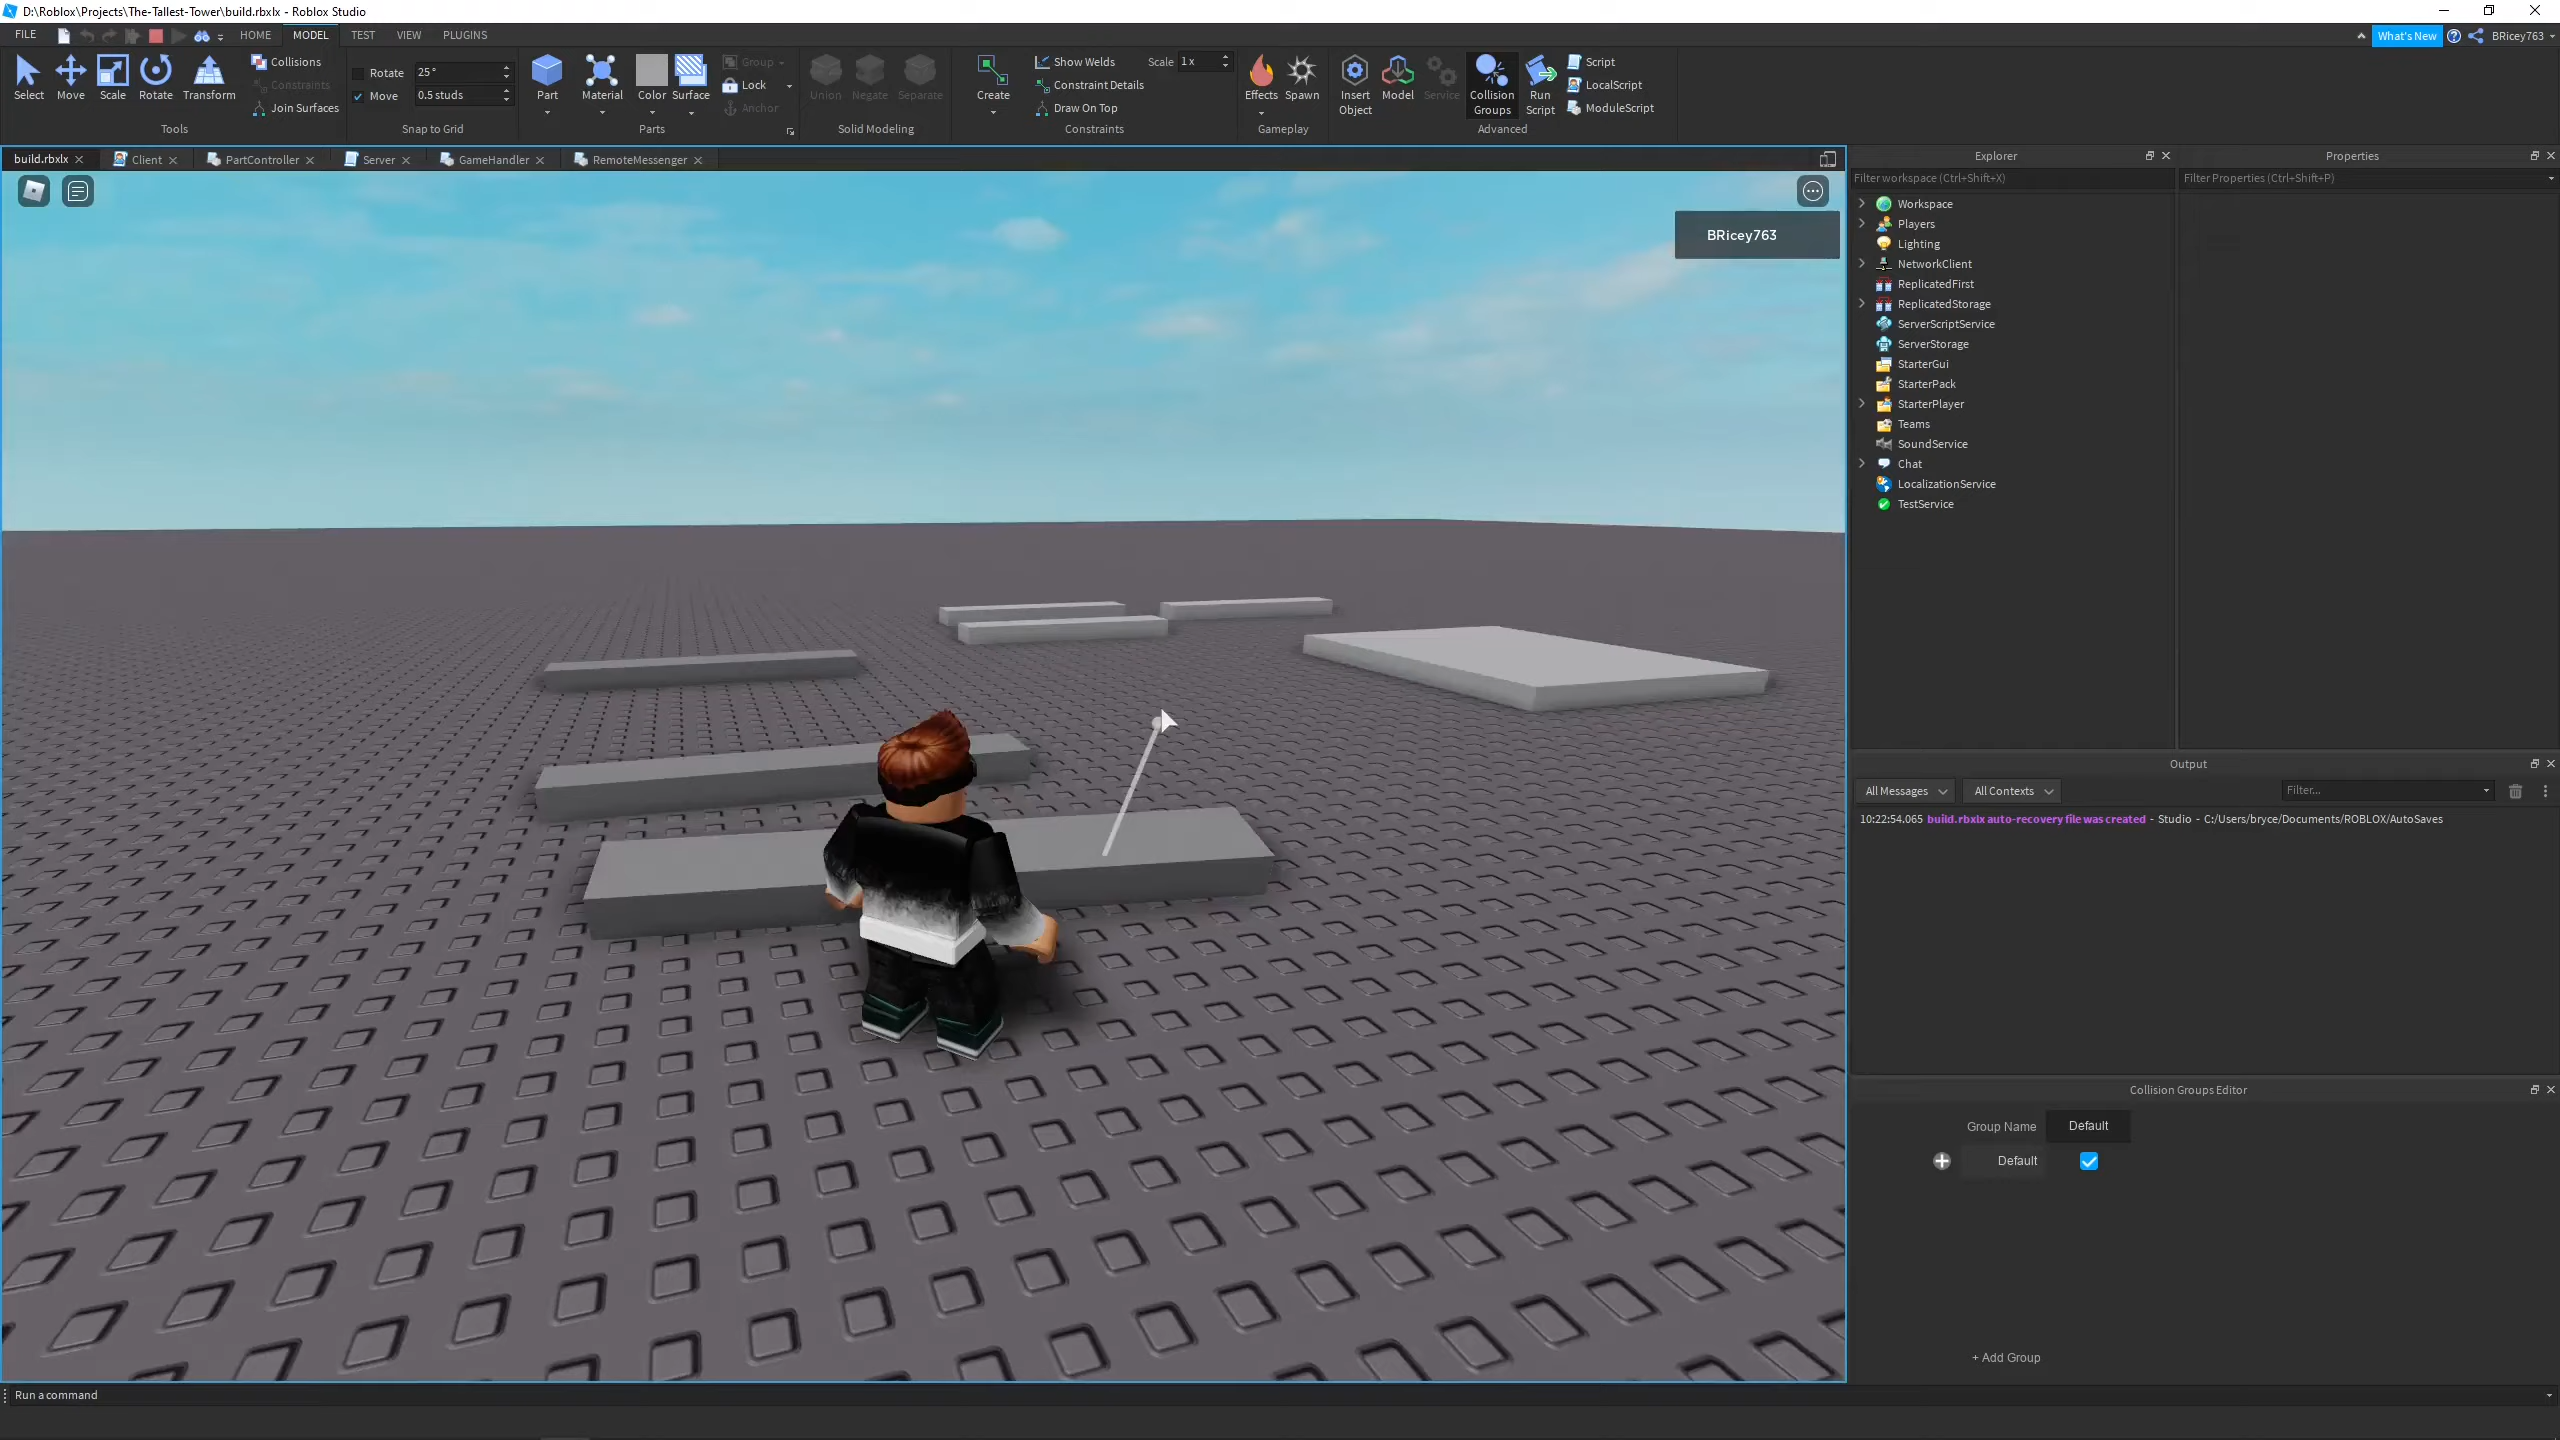 D:\Roblox\Projects\The-Tallest-Tower\build.rbxlx - Roblox Studio
FILE HOME MODEL TEST VIEW PLUGINS What's New BRicey763
Select Move Scale Rotate Transform
Collisions
Constraints
Join Surfaces
Tools
Rotate 25°
Move 0.5 studs
Snap to Grid
Part Material Color Surface
Group
Lock
Anchor
Parts
Union Negate Separate
Solid Modeling
Create
Show Welds Scale 1 x
Constraint Details
Draw On Top
Constraints
Effects Spawn
Gameplay
Insert Object
Model
Service
Collision Groups
Run Script
Script
LocalScript
ModuleScript
Advanced
build.rbxlx Client PartController Server GameHandler RemoteMessenger
BRicey763
Explorer
Filter workspace (Ctrl+Shift+X)
Workspace
Players
Lighting
NetworkClient
ReplicatedFirst
ReplicatedStorage
ServerScriptService
ServerStorage
StarterGui
StarterPack
StarterPlayer
Teams
SoundService
Chat
LocalizationService
TestService
Properties
Filter Properties (Ctrl+Shift+P)
Output
All Messages All Contexts Filter...
10:22:54.065 build.rbxlx auto-recovery file was created - Studio - C:/Users/bryce/Documents/ROBLOX/AutoSaves
Collision Groups Editor
Group Name Default
Default
+ Add Group
Run a command